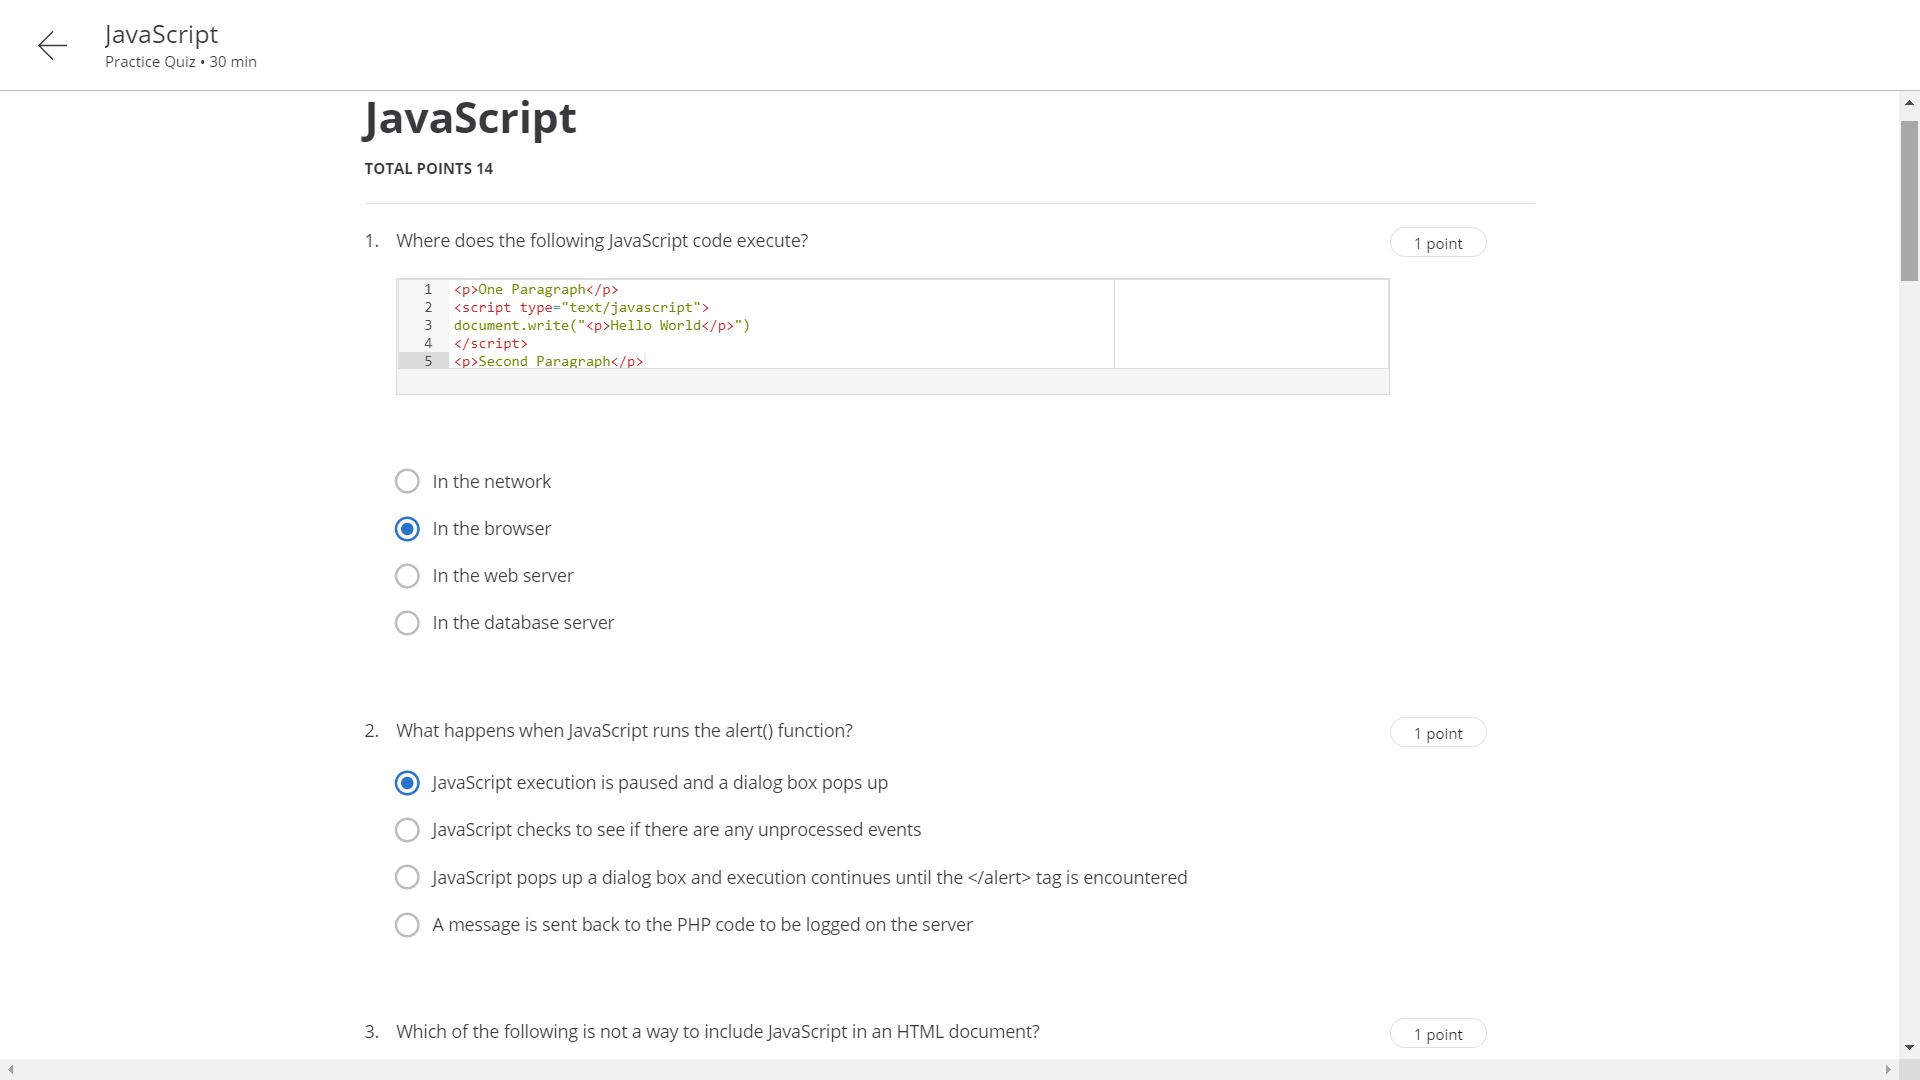 JavaScript
Practice Quiz • 30 min
JavaScript
TOTAL POINTS 14
1. Where does the following JavaScript code execute?
1 point
1 <p>One Paragraph</p>
2 <script type="text/javascript">
3 document.write("<p>Hello World</p>")
4 </script>
5 <p>Second Paragraph</p>
In the network
In the browser
In the web server
In the database server
2. What happens when JavaScript runs the alert() function?
1 point
JavaScript execution is paused and a dialog box pops up
JavaScript checks to see if there are any unprocessed events
JavaScript pops up a dialog box and execution continues until the </alert> tag is encountered
A message is sent back to the PHP code to be logged on the server
3. Which of the following is not a way to include JavaScript in an HTML document?
1 point